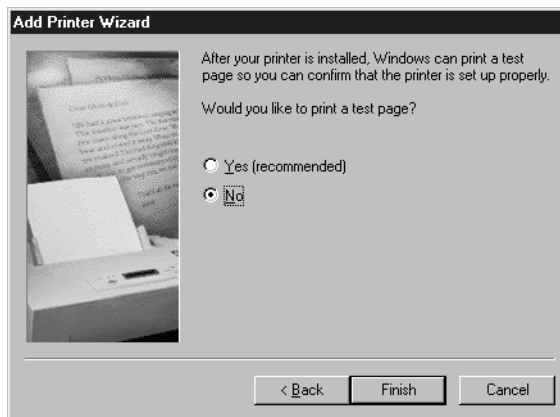 Add Printer Wizard
After your printer is installed, Windows can print a test
page so you can confirm that the printer is set up properly.
Would you like to print a test page?
Yes (recommended)
No
< Back
Finish
Cancel